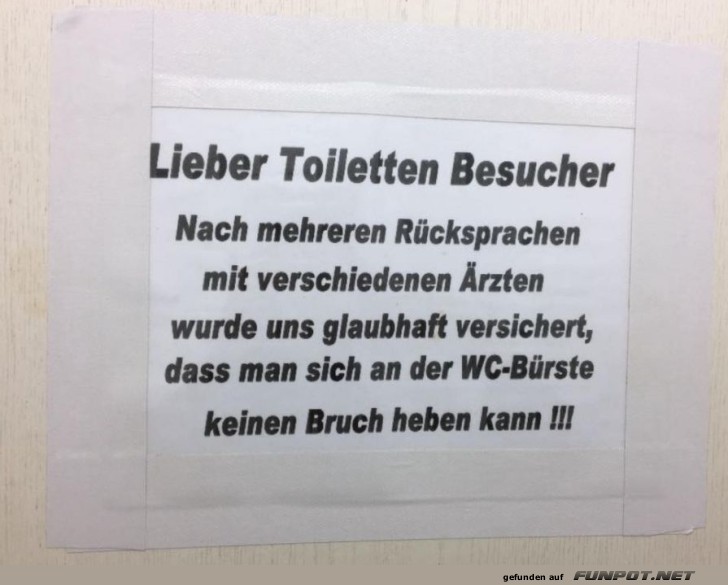 Lieber Toiletten Besucher
Nach mehreren Rücksprachen
mit verschiedenen Ärzten
wurde uns glaubhaft versichert,
dass man sich an der WC-Bürste
keinen Bruch heben kann !!!
gefunden auf FUNPOT.NET